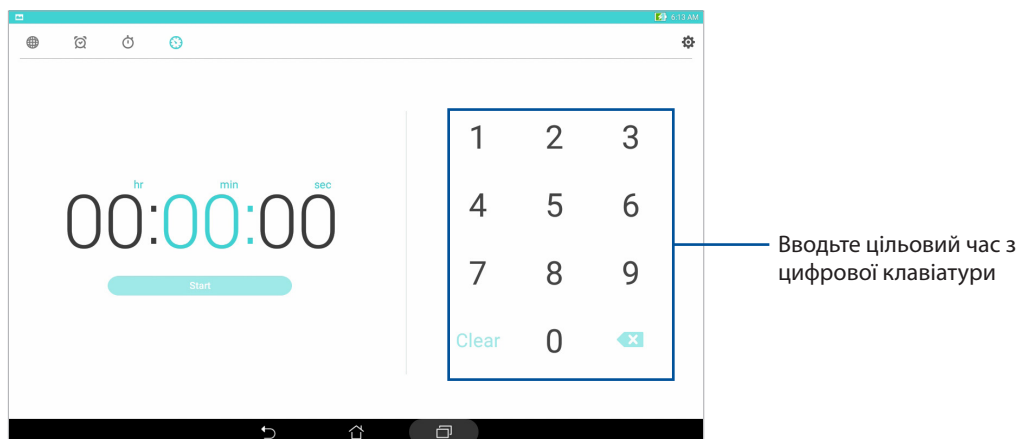 6:13 AM
hr min sec
00:00:00
Start
1 2 3
4 5 6
7 8 9
Clear 0
Вводьте цільовий час з
цифрової клавіатури